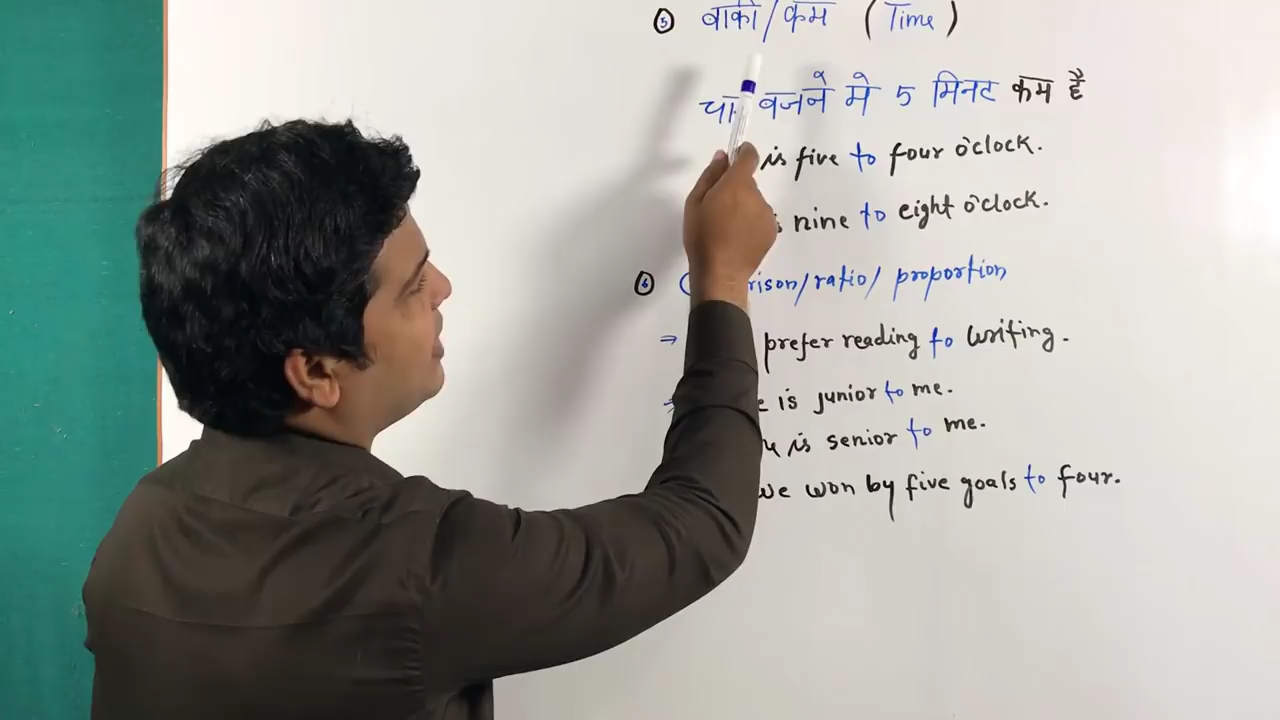 5 बाकी/कम (Time)
बजने मे 5 मिनट कम है
is five to four o'clock.
nine to eight o'clock.
6 /ratio/ proportion
⇒ prefer reading to writing.
is junior to me.
is senior to me.
we won by five goals to four.